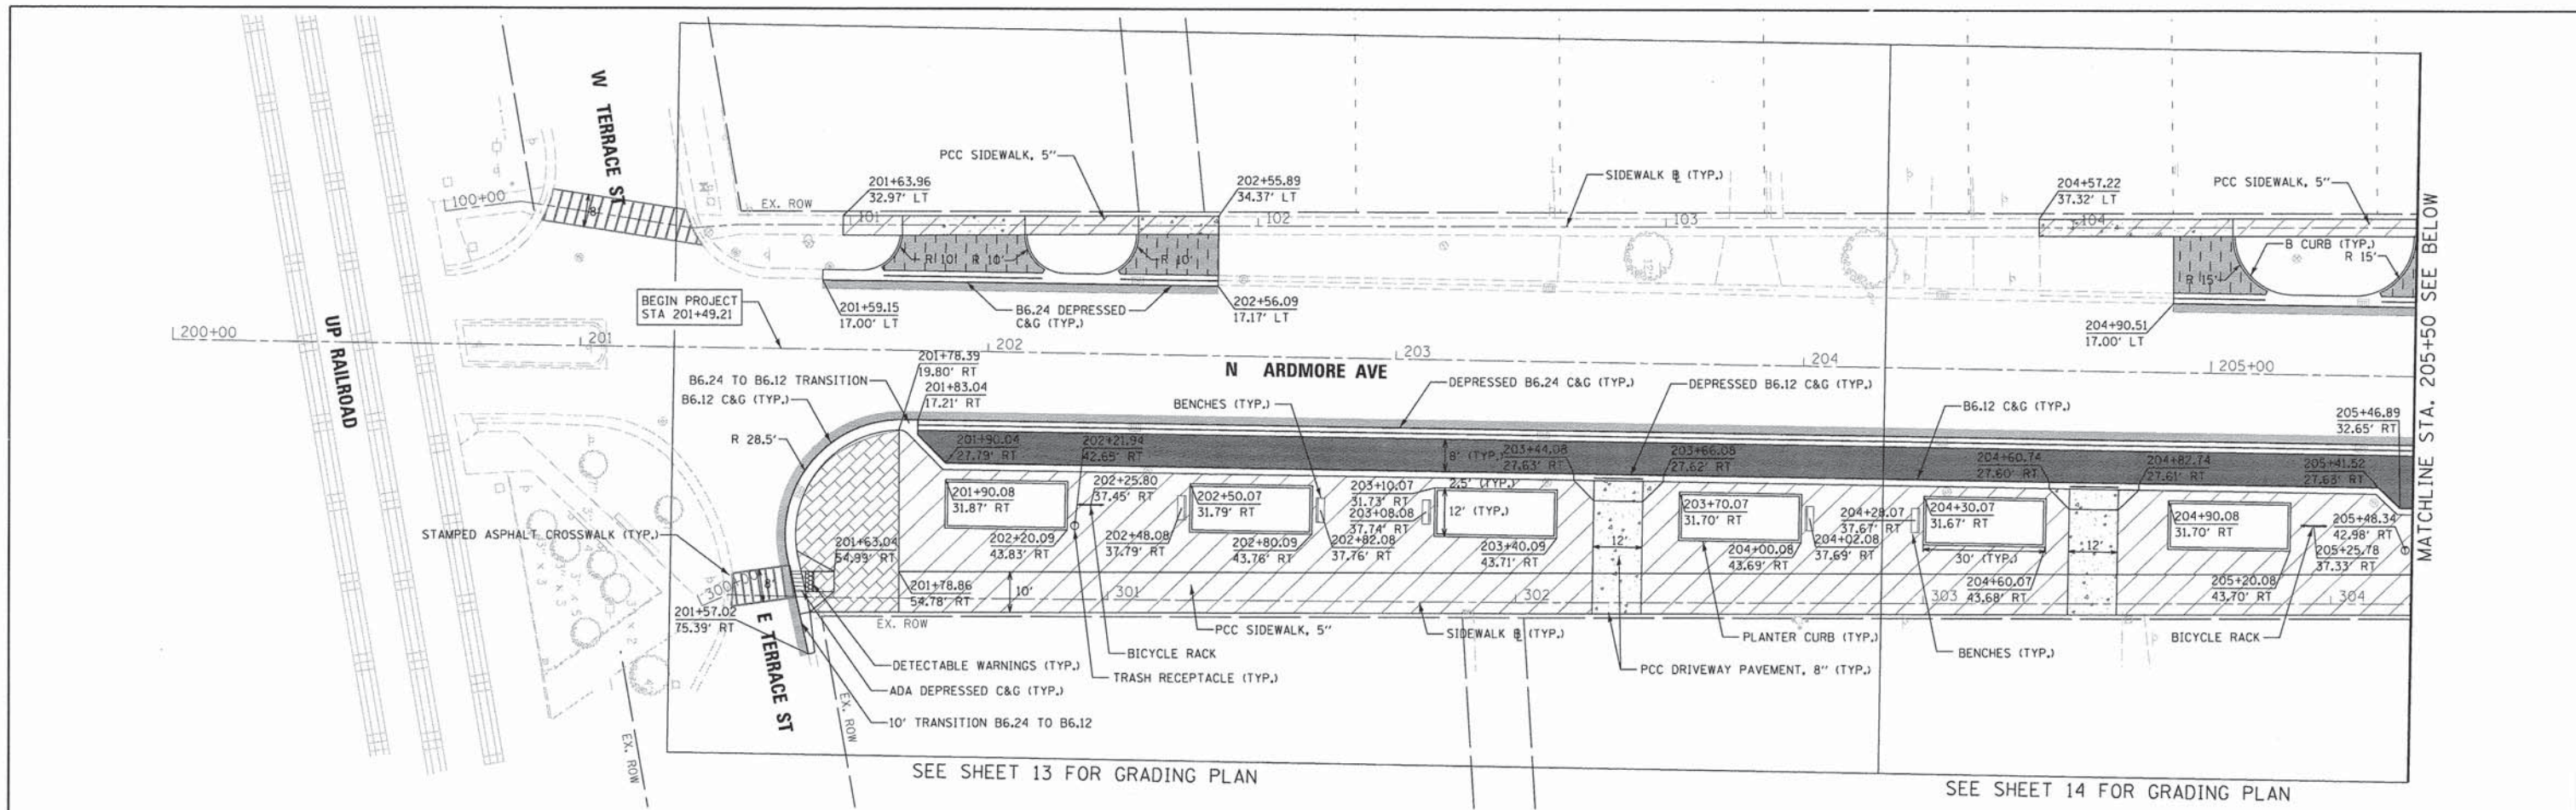 W TERRACE ST
PCC SIDEWALK, 5"
201+63.96
32.97' LT
202+55.89
34.37' LT
SIDEWALK ℄ (TYP.)
204+57.22
37.32' LT
PCC SIDEWALK, 5"
100+00
8'
EX. ROW
101
102
103
104
R 10'
R 10'
R 10'
B CURB (TYP.)
R 15'
R 15'
BEGIN PROJECT
STA 201+49.21
201+59.15
17.00' LT
B6.24 DEPRESSED
C&G (TYP.)
202+56.09
17.17' LT
204+90.51
17.00' LT
MATCHLINE STA. 205+50 SEE BELOW
200+00
UP RAILROAD
201
202
203
204
205+00
N ARDMORE AVE
201+78.39
19.80' RT
B6.24 TO B6.12 TRANSITION
B6.12 C&G (TYP.)
201+83.04
17.21' RT
BENCHES (TYP.)
DEPRESSED B6.24 C&G (TYP.)
DEPRESSED B6.12 C&G (TYP.)
B6.12 C&G (TYP.)
205+46.89
32.65' RT
R 28.5'
201+90.04
27.79' RT
202+21.94
42.65' RT
8' (TYP.)
203+44.08
27.63' RT
203+66.08
27.62' RT
204+60.74
27.60' RT
204+82.74
27.61' RT
205+41.52
27.63' RT
201+90.08
31.87' RT
202+25.80
37.45' RT
202+50.07
31.79' RT
203+10.07
31.73' RT
203+08.08
37.74' RT
2.5' (TYP.)
12' (TYP.)
203+70.07
31.70' RT
204+28.07
37.67' RT
204+30.07
31.67' RT
204+90.08
31.70' RT
205+48.34
42.98' RT
STAMPED ASPHALT CROSSWALK (TYP.)
201+63.04
54.99' RT
202+20.09
43.83' RT
202+48.08
37.79' RT
202+80.09
43.76' RT
202+82.08
37.76' RT
203+40.09
43.71' RT
12'
204+00.08
43.69' RT
204+02.08
37.69' RT
30' (TYP.)
204+60.07
43.68' RT
12'
205+20.08
43.70' RT
205+25.78
37.33' RT
300+00
8'
201+78.86
54.78' RT
10'
301
302
303
304
201+57.02
75.39' RT
EX. ROW
E TERRACE ST
PCC SIDEWALK, 5"
SIDEWALK ℄ (TYP.)
PLANTER CURB (TYP.)
BENCHES (TYP.)
BICYCLE RACK
BICYCLE RACK
DETECTABLE WARNINGS (TYP.)
TRASH RECEPTACLE (TYP.)
PCC DRIVEWAY PAVEMENT, 8" (TYP.)
ADA DEPRESSED C&G (TYP.)
10' TRANSITION B6.24 TO B6.12
EX. ROW
EX. ROW
SEE SHEET 13 FOR GRADING PLAN
SEE SHEET 14 FOR GRADING PLAN